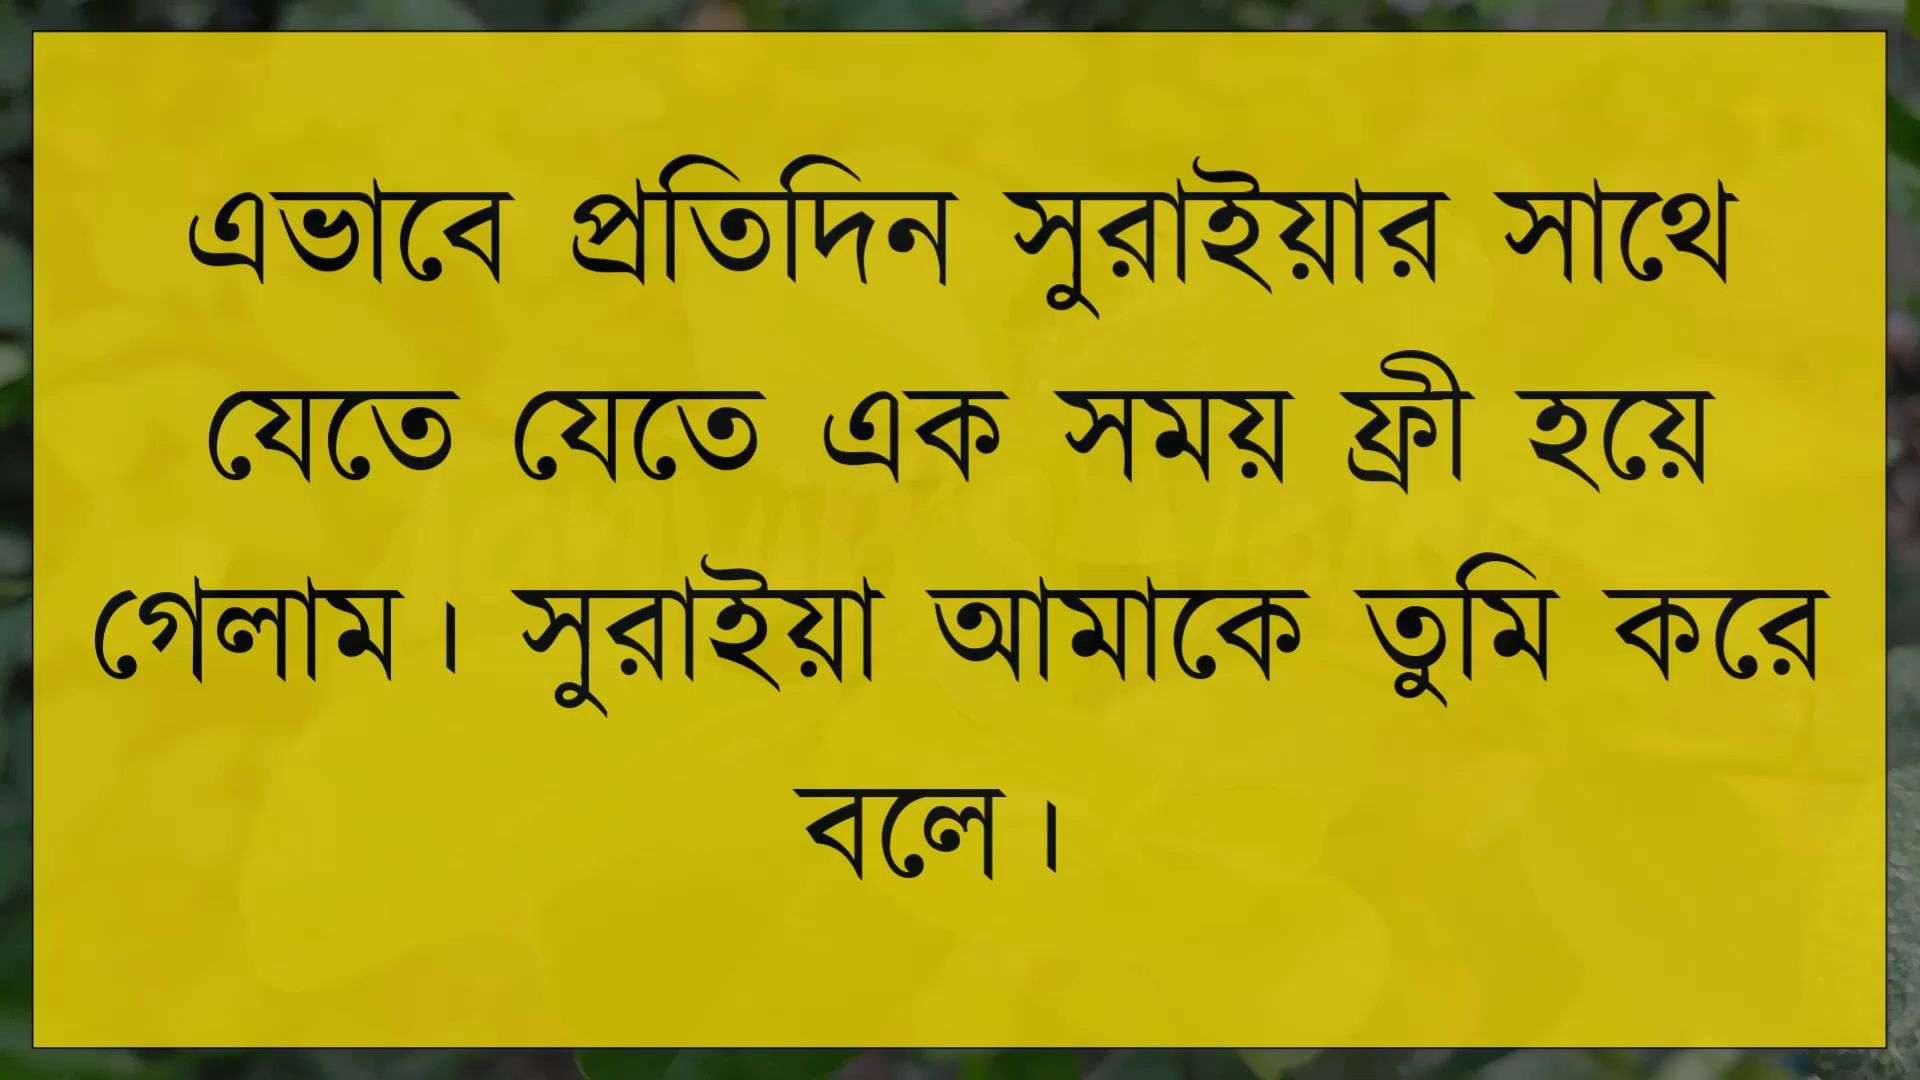 এভাবে প্রতিদিন সুরাইয়ার সাথে
যেতে যেতে এক সময় ফ্রী হয়ে
গেলাম। সুরাইয়া আমাকে তুমি করে
বলে।